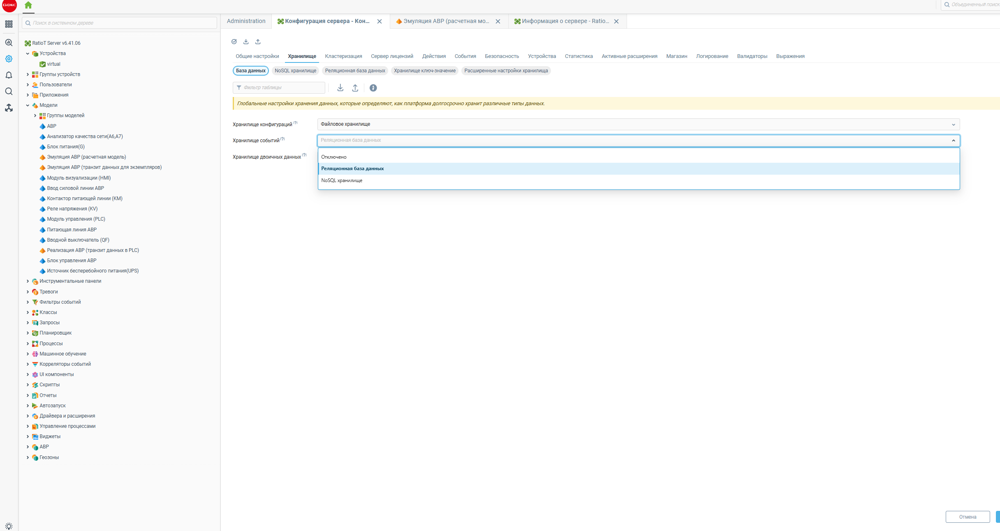 DKC
Объединенный поиск
Поиск в системном дереве
Administration
Конфигурация сервера - Кон...
Эмуляция АВР (расчетная мо...
Информация о сервере - Ratio...
RatioT Server v6.41.06
Устройства
virtual
Группы устройств
Пользователи
Приложения
Модели
Группы моделей
АВР
Анализатор качества сети(А6,А7)
Блок питания(G)
Эмуляция АВР (расчетная модель)
Эмуляция АВР (транзит данных для экземпляров)
Модуль визуализации (HMI)
Ввод силовой линии АВР
Контактор питающей линии (KM)
Реле напряжения (KV)
Модуль управления (PLC)
Питающая линия АВР
Вводной выключатель (QF)
Реализация АВР (транзит данных в PLC)
Блок управления АВР
Источник бесперебойного питания(UPS)
Инструментальные панели
Тревоги
Фильтры событий
Классы
Запросы
Планировщик
Процессы
Машинное обучение
Корреляторы событий
UI компоненты
Скрипты
Отчеты
Автозапуск
Драйвера и расширения
Управление процессами
Виджеты
АВР
Геозоны
Общие настройки Хранилище Кластеризация Сервер лицензий Действия События Безопасность Устройства Статистика Активные расширения Магазин Логирование Валидаторы Выражения
База данных NoSQL хранилище Реляционная база данных Хранилище ключ-значение Расширенные настройки хранилища
Фильтр таблицы
Глобальные настройки хранения данных, которые определяют, как платформа долгосрочно хранит различные типы данных.
Хранилище конфигураций [?] Файловое хранилище
Хранилище событий [?] Реляционная база данных
Хранилище двоичных данных [?]
Отключено
Реляционная база данных
NoSQL хранилище
Отмена